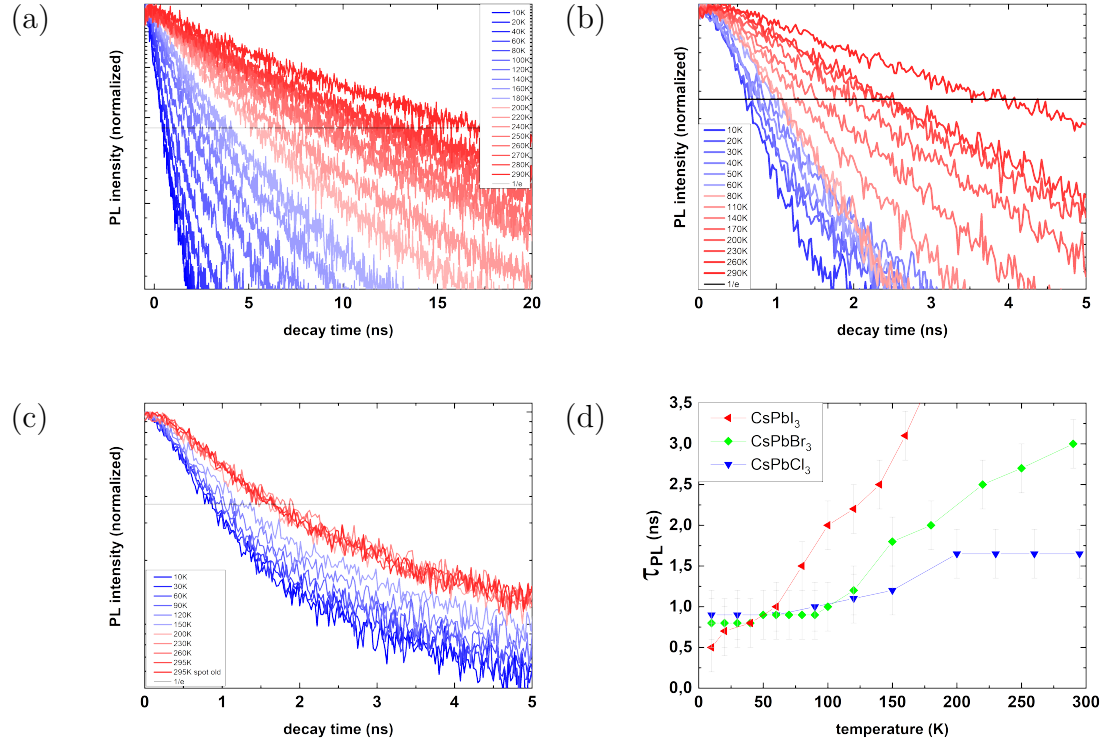 (a)
PL inensity (normalized)
10K
20K
40K
60K
80K
100K
120K
140K
160K
180K
200K
220K
240K
250K
260K
270K
280K
290K
1/e
0 5 10 15 20
decay time (ns)
(b)
PL intensity (normalized)
10K
20K
30K
40K
50K
60K
80K
110K
140K
170K
200K
230K
260K
290K
1/e
0 1 2 3 4 5
decay time (ns)
(c)
PL intensity (normalized)
10K
30K
60K
90K
120K
150K
200K
230K
260K
295K
295K spot old
1/e
0 1 2 3 4 5
decay time (ns)
(d)
τPL (ns)
3,5
3,0
2,5
2,0
1,5
1,0
0,5
0,0
CsPbI3
CsPbBr3
CsPbCl3
0 50 100 150 200 250 300
temperature (K)